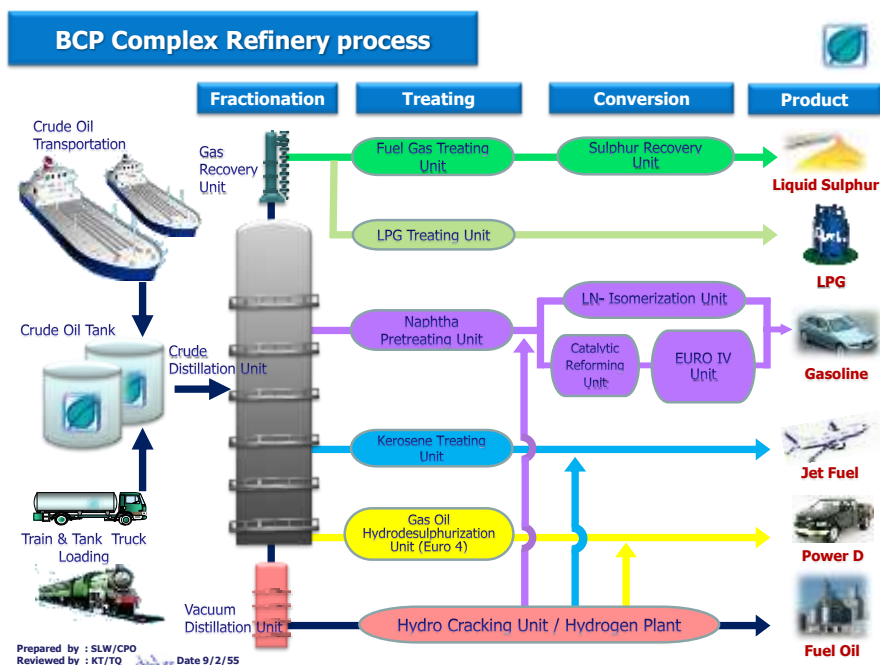 BCP Complex Refinery process
Fractionation
Treating
Conversion
Product
Crude Oil
Transportation
Gas
Recovery
Unit
Fuel Gas Treating
Unit
Sulphur Recovery
Unit
Liquid Sulphur
LPG Treating Unit
LPG
LN- Isomerization Unit
Naphtha
Pretreating Unit
Catalytic
Reforming
Unit
EURO IV
Unit
Gasoline
Crude Oil Tank
Crude
Distillation Unit
Kerosene Treating
Unit
Jet Fuel
Gas Oil
Hydrodesulphurization
Unit (Euro 4)
Power D
Train & Tank Truck
Loading
Vacuum
Distillation Unit
Hydro Cracking Unit / Hydrogen Plant
Fuel Oil
Prepared by : SLW/CPO
Reviewed by : KT/TQ Date 9/2/55